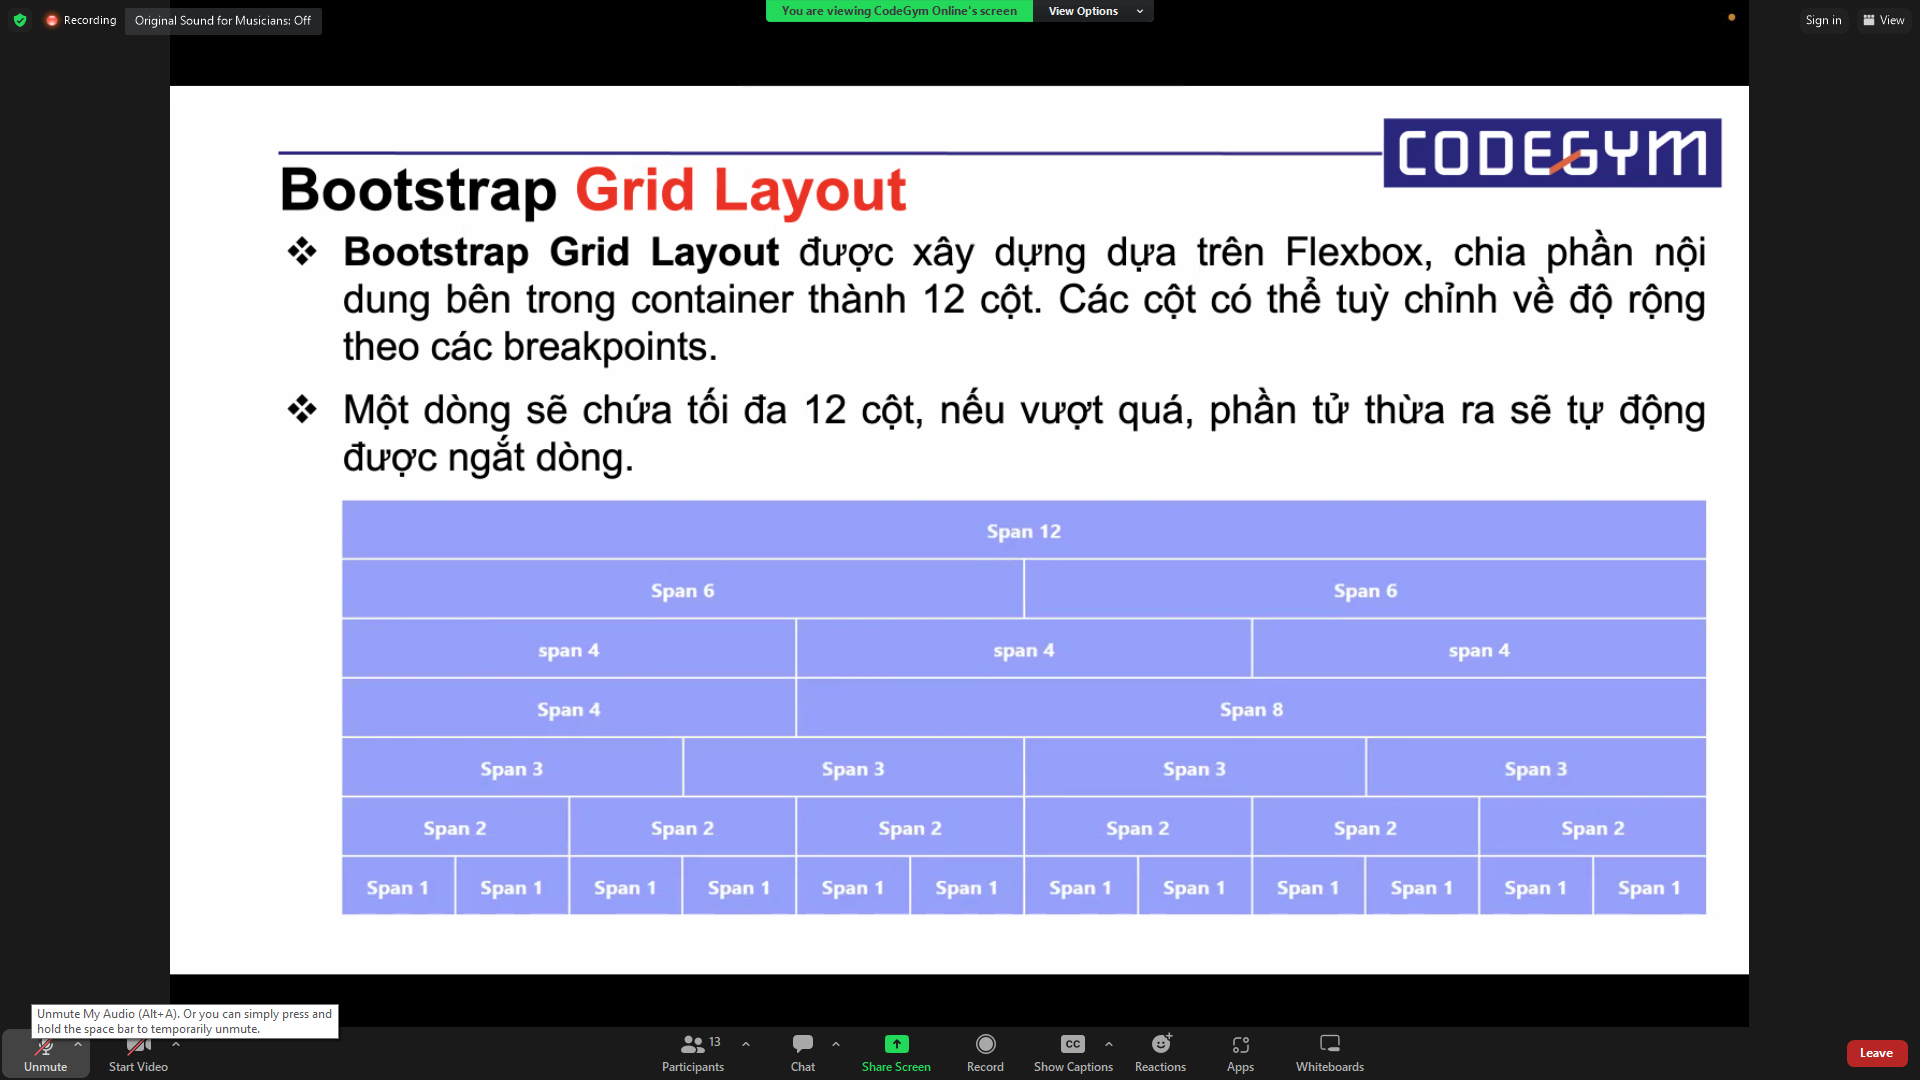 Recording
Original Sound for Musicians: Off
You are viewing CodeGym Online's screen
View Options
Sign in
View
CODEGYM
Bootstrap Grid Layout
Bootstrap Grid Layout được xây dựng dựa trên Flexbox, chia phần nội
dung bên trong container thành 12 cột. Các cột có thể tuỳ chỉnh về độ rộng
theo các breakpoints.
Một dòng sẽ chứa tối đa 12 cột, nếu vượt quá, phần tử thừa ra sẽ tự động
được ngắt dòng.
Span 12
Span 6 Span 6
span 4 span 4 span 4
Span 4 Span 8
Span 3 Span 3 Span 3 Span 3
Span 2 Span 2 Span 2 Span 2 Span 2 Span 2
Span 1 Span 1 Span 1 Span 1 Span 1 Span 1 Span 1 Span 1 Span 1 Span 1 Span 1 Span 1
Unmute My Audio (Alt+A). Or you can simply press and
hold the space bar to temporarily unmute.
Unmute
Start Video
13
Participants
Chat
Share Screen
Record
CC
Show Captions
Reactions
Apps
Whiteboards
Leave